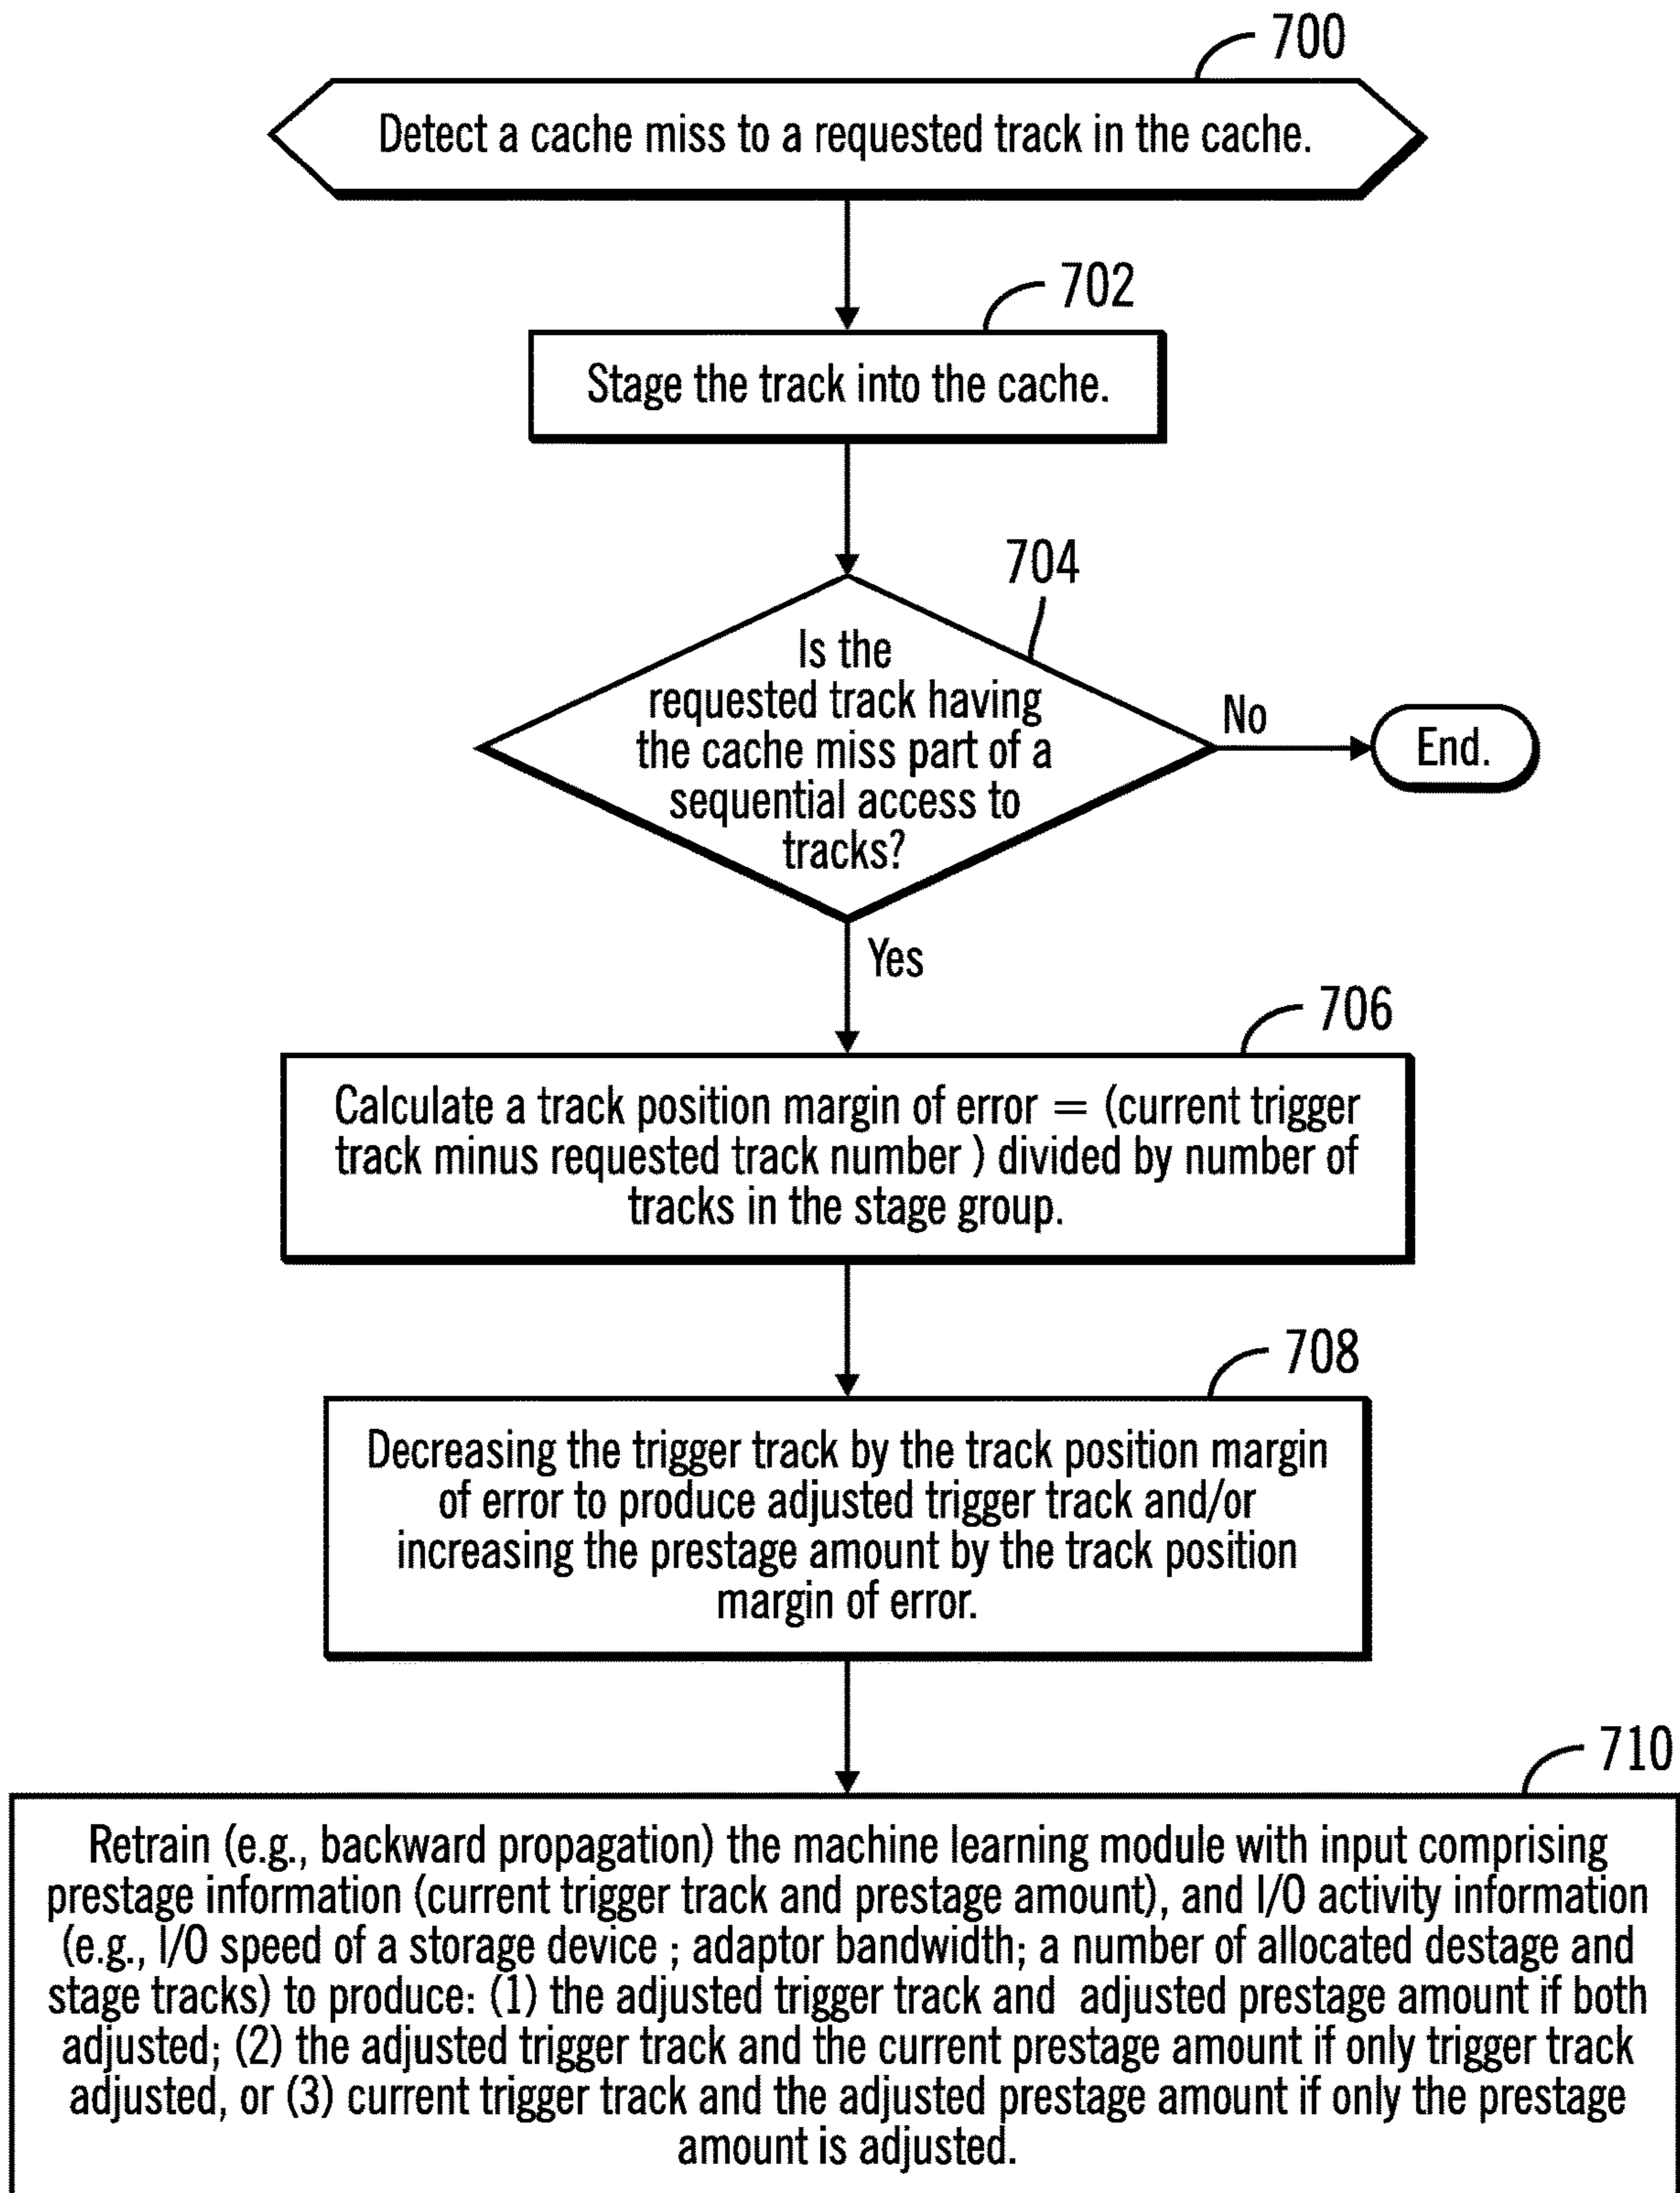 700
Detect a cache miss to a requested track in the cache.
702
Stage the track into the cache.
704
Is the
requested track having
the cache miss part of a
sequential access to
tracks?
No
End.
Yes
706
Calculate a track position margin of error = (current trigger
track minus requested track number ) divided by number of
tracks in the stage group.
708
Decreasing the trigger track by the track position margin
of error to produce adjusted trigger track and/or
increasing the prestage amount by the track position
margin of error.
710
Retrain (e.g., backward propagation) the machine learning module with input comprising
prestage information (current trigger track and prestage amount), and I/O activity information
(e.g., I/O speed of a storage device ; adaptor bandwidth; a number of allocated destage and
stage tracks) to produce: (1) the adjusted trigger track and  adjusted prestage amount if both
adjusted; (2) the adjusted trigger track and the current prestage amount if only trigger track
adjusted, or (3) current trigger track and the adjusted prestage amount if only the prestage
amount is adjusted.